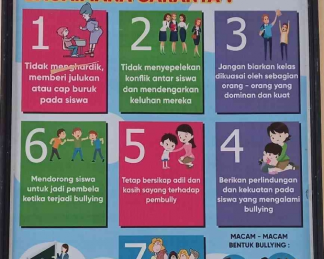 1
Tidak menghardik,
memberi julukan
atau cap buruk
pada siswa
2
Tidak menyepelekan
konflik antar siswa
dan mendengarkan
keluhan mereka
3
Jangan biarkan kelas
dikuasai oleh sebagian
orang - orang yang
dominan dan kuat
6
Mendorong siswa
untuk jadi pembela
ketika terjadi bullying
5
Tetap bersikap adil dan
kasih sayang terhadap
pembully
4
Berikan perlindungan
dan kekuatan pada
siswa yang mengalami
bullying
7
MACAM - MACAM
BENTUK BULLYING :